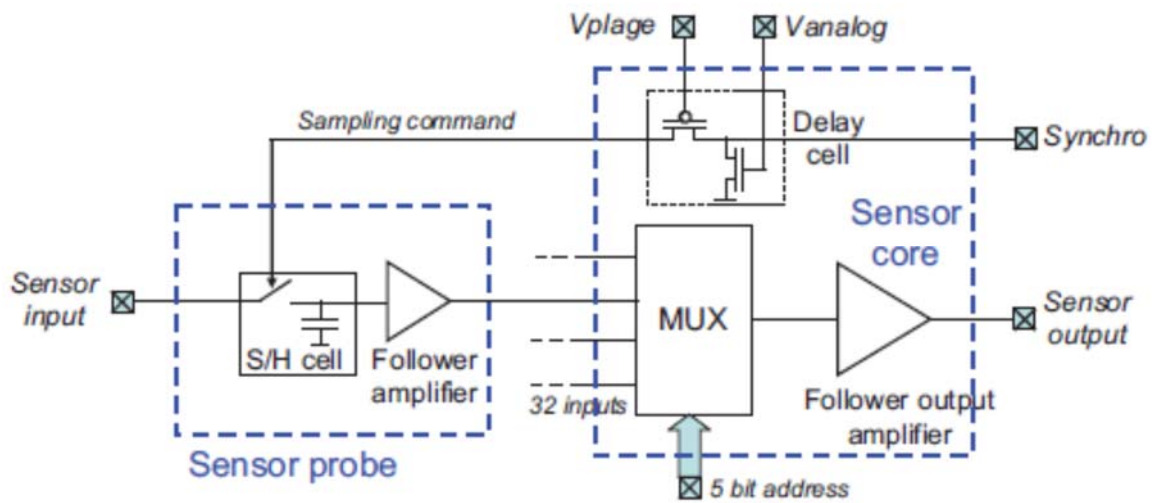 Vplage
Vanalog
Sampling command
Delay
cell
Synchro
Sensor
core
Sensor
input
MUX
Sensor
output
S/H cell
Follower
amplifier
32 inputs
Follower output
amplifier
Sensor probe
5 bit address